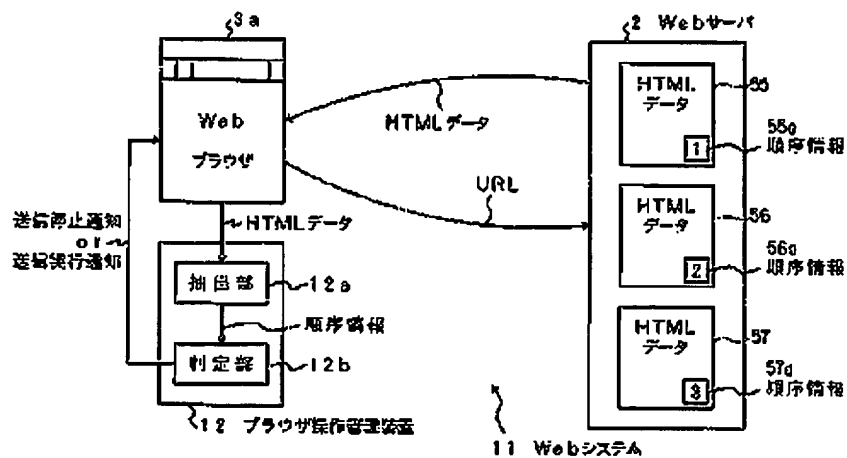 3a
2 Webサーバ
HTML
データ
55
1
55a
順序情報
Web
ブラウザ
HTMLデータ
URL
HTML
データ
56
2
56a
順序情報
送信停止通知
or
送信実行通知
HTMLデータ
抽出部
12a
順序情報
判定部
12b
HTML
データ
57
3
57a
順序情報
12 ブラウザ操作管理装置
11 Webシステム